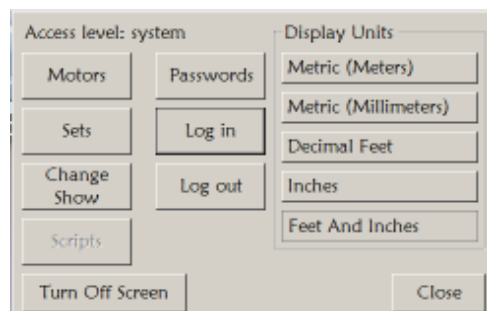 Access level: system
Display Units
Motors
Passwords
Metric (Meters)
Metric (Millimeters)
Sets
Log in
Decimal Feet
Change
Show
Log out
Inches
Scripts
Feet And Inches
Turn Off Screen
Close